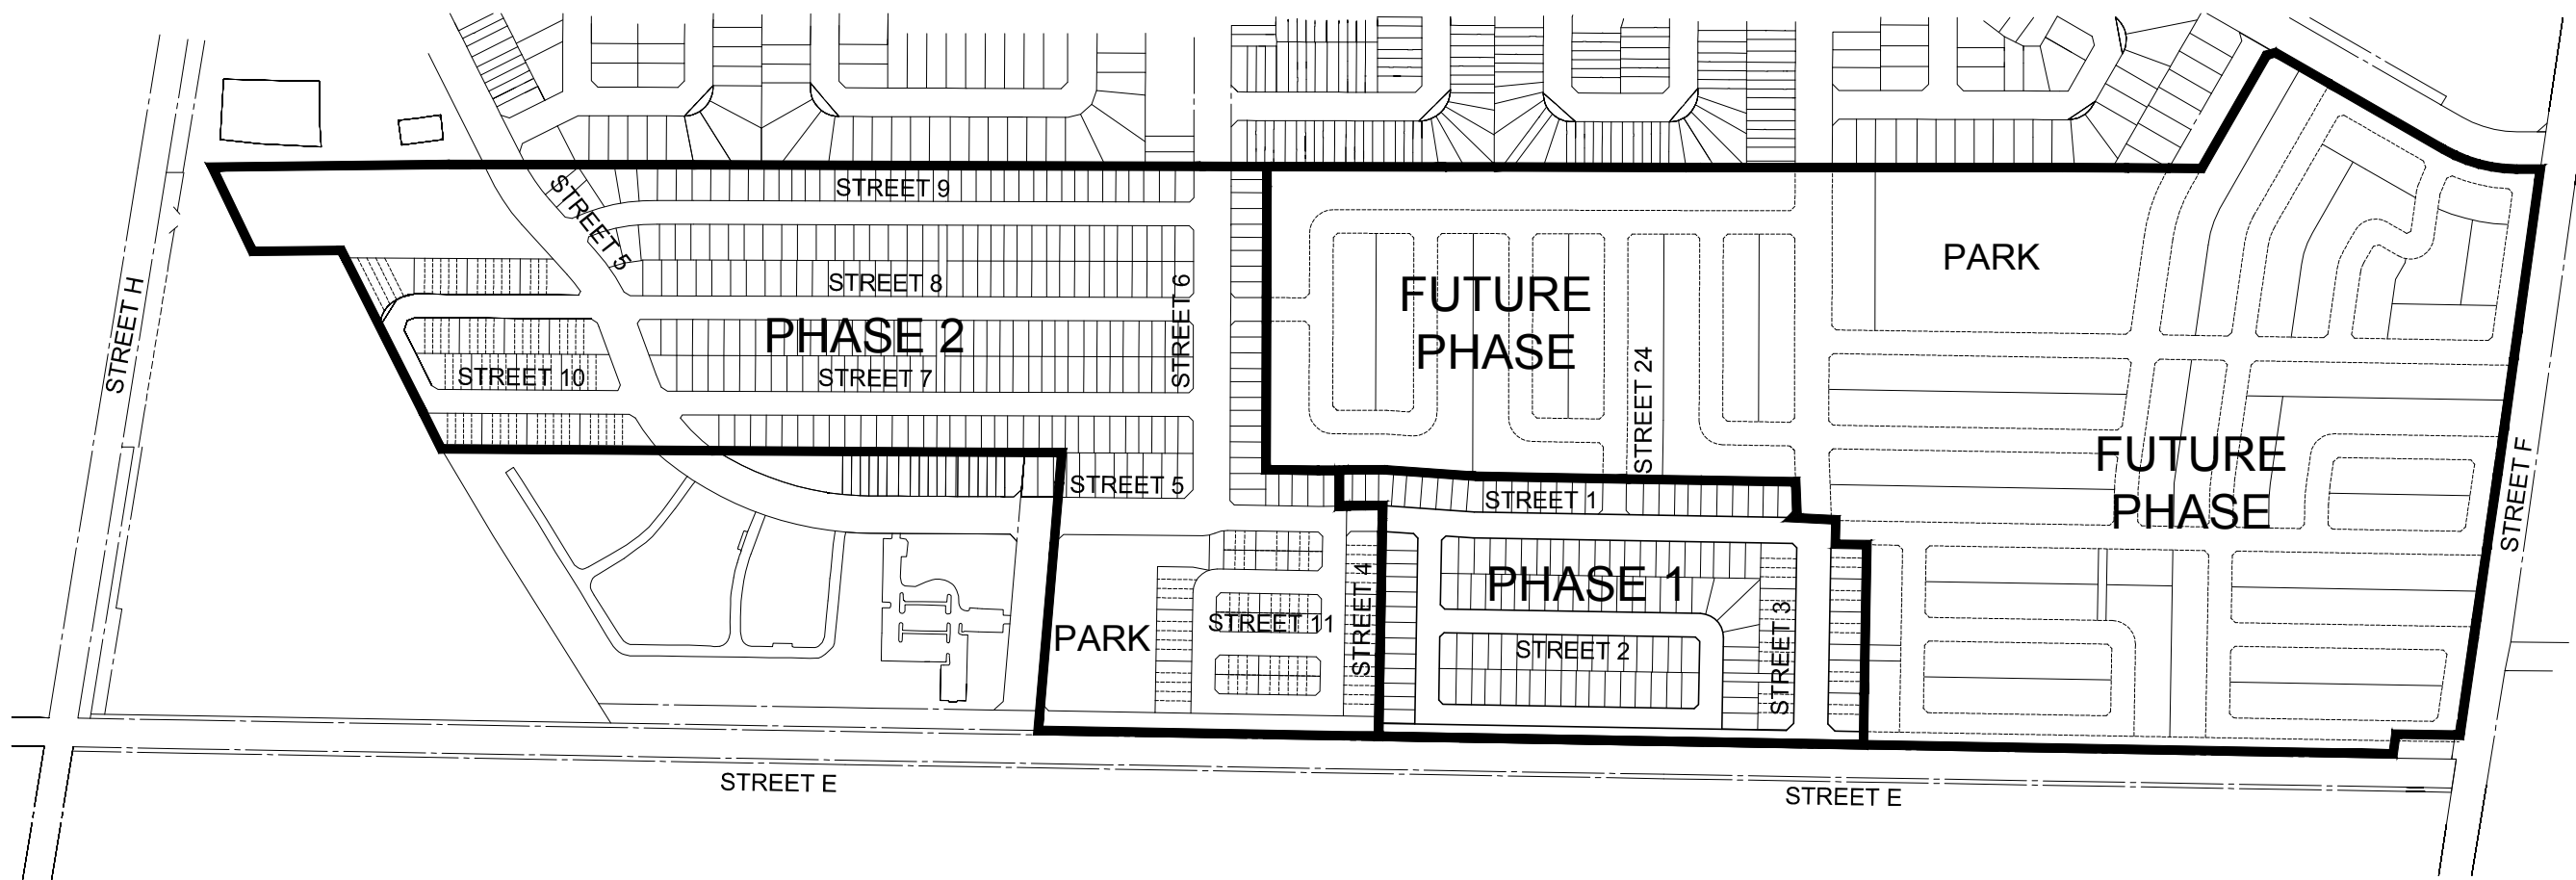 STREET 9
STREET 5
PARK
STREET 8
STREET 6
FUTURE
PHASE
PHASE 2
STREET H
STREET 10
STREET 7
STREET 24
FUTURE
PHASE
STREET 5
STREET 1
STREET F
PHASE 1
STREET 4
STREET 11
PARK
STREET 2
STREET 3
STREET E
STREET E